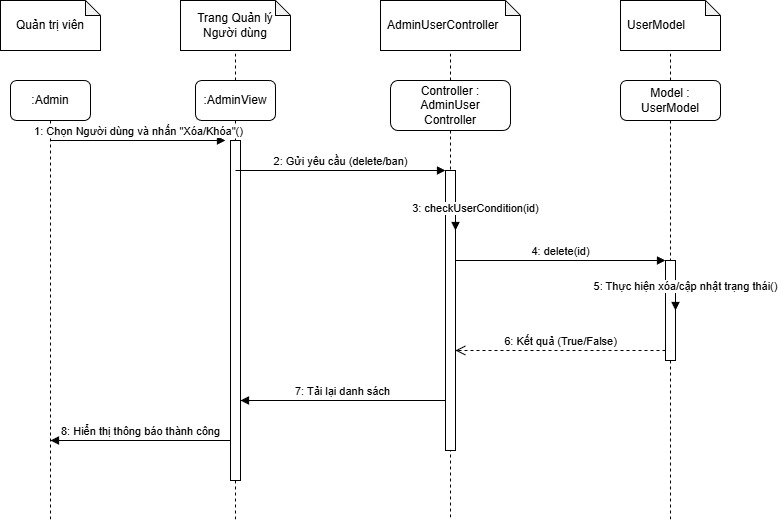 Quản trị viên
Trang Quản lý
Người dùng
AdminUserController
UserModel
:Admin
:AdminView
Controller :
AdminUser
Controller
Model :
UserModel
1: Chọn Người dùng và nhấn "Xóa/Khóa"()
2: Gửi yêu cầu (delete/ban)
3: checkUserCondition(id)
4: delete(id)
5: Thực hiện xóa/cập nhật trạng thái()
6: Kết quả (True/False)
7: Tải lại danh sách
8: Hiển thị thông báo thành công